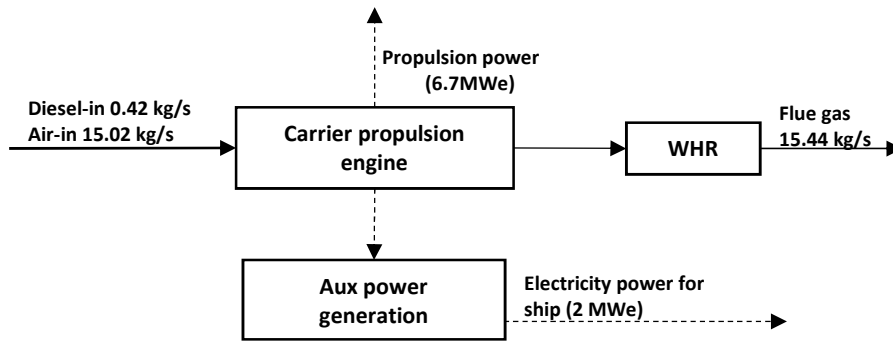 Propulsion power
(6.7MWe)
Diesel-in 0.42 kg/s
Air-in 15.02 kg/s
Carrier propulsion
engine
WHR
Flue gas
15.44 kg/s
Aux power
generation
Electricity power for
ship (2 MWe)